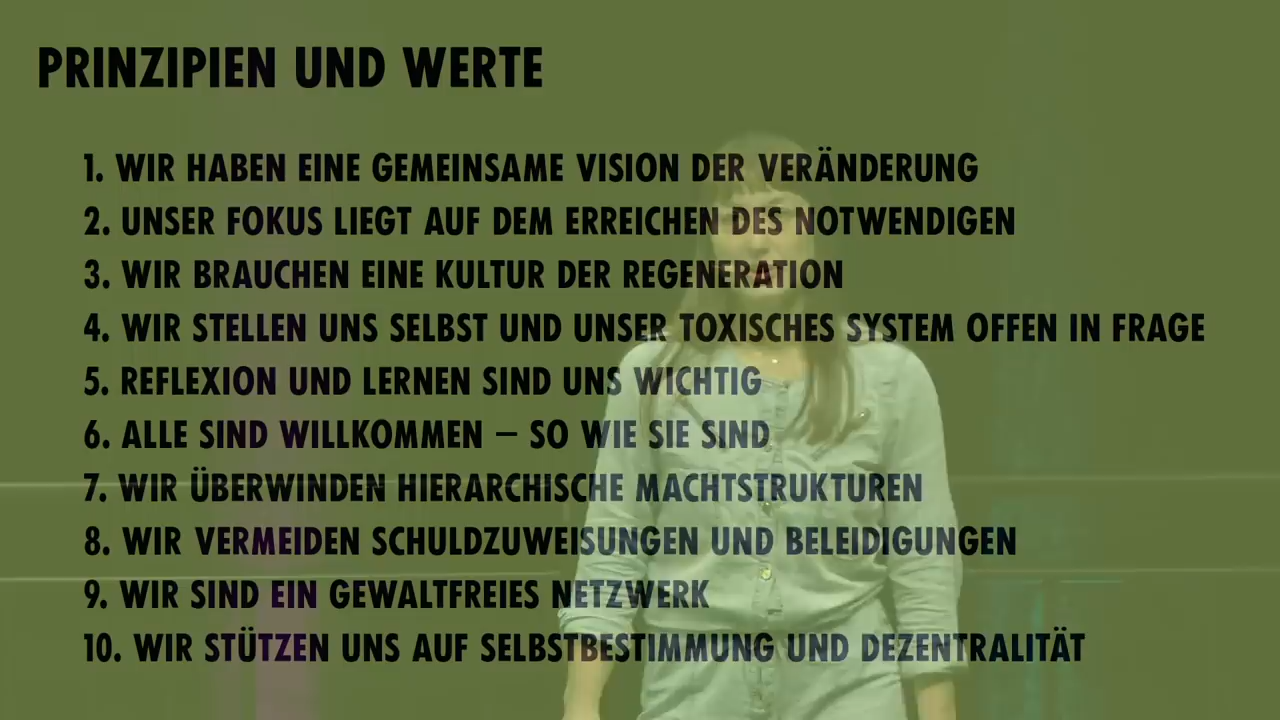 PRINZIPIEN UND WERTE
1. WIR HABEN EINE GEMEINSAME VISION DER VERÄNDERUNG
2. UNSER FOKUS LIEGT AUF DEM ERREICHEN DES NOTWENDIGEN
3. WIR BRAUCHEN EINE KULTUR DER REGENERATION
4. WIR STELLEN UNS SELBST UND UNSER TOXISCHES SYSTEM OFFEN IN FRAGE
5. REFLEXION UND LERNEN SIND UNS WICHTIG
6. ALLE SIND WILLKOMMEN – SO WIE SIE SIND
7. WIR ÜBERWINDEN HIERARCHISCHE MACHTSTRUKTUREN
8. WIR VERMEIDEN SCHULDZUWEISUNGEN UND BELEIDIGUNGEN
9. WIR SIND EIN GEWALTFREIES NETZWERK
10. WIR STÜTZEN UNS AUF SELBSTBESTIMMUNG UND DEZENTRALITÄT